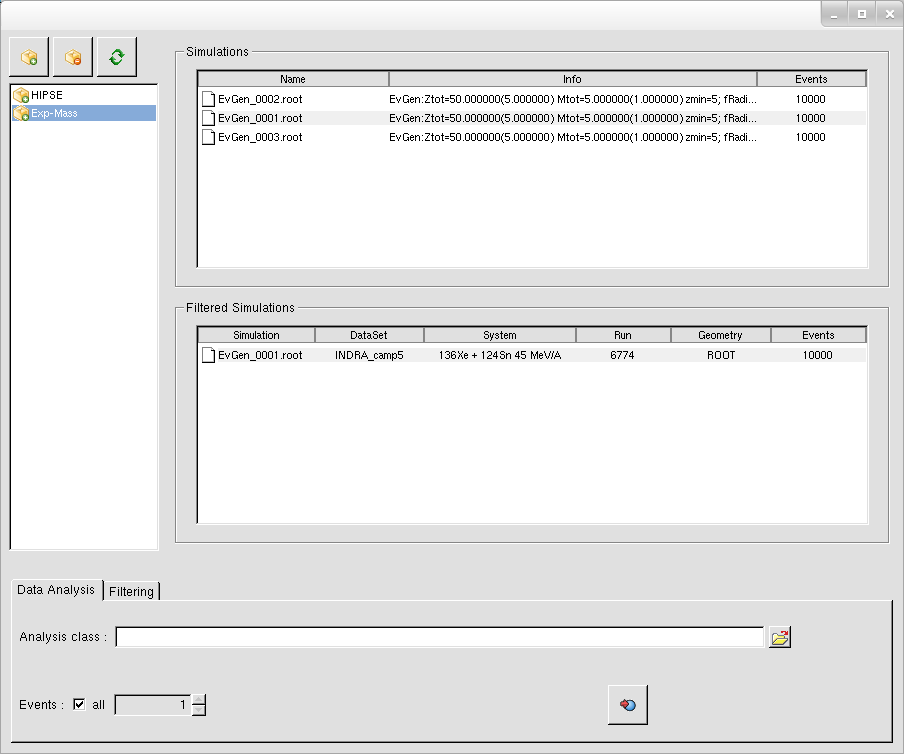 Simulations
HIPSE
Exp-Mass
Name Info Events
EvGen_0002.root EvGen:Ztot=50.000000(5.000000) Mtot=5.000000(1.000000) zmin=5; fRadi... 10000
EvGen_0001.root EvGen:Ztot=50.000000(5.000000) Mtot=5.000000(1.000000) zmin=5; fRadi... 10000
EvGen_0003.root EvGen:Ztot=50.000000(5.000000) Mtot=5.000000(1.000000) zmin=5; fRadi... 10000
Filtered Simulations
Simulation DataSet System Run Geometry Events
EvGen_0001.root INDRA_camp5 136Xe + 124Sn 45 MeV/A 6774 ROOT 10000
Data Analysis Filtering
Analysis class :
Events : all 1